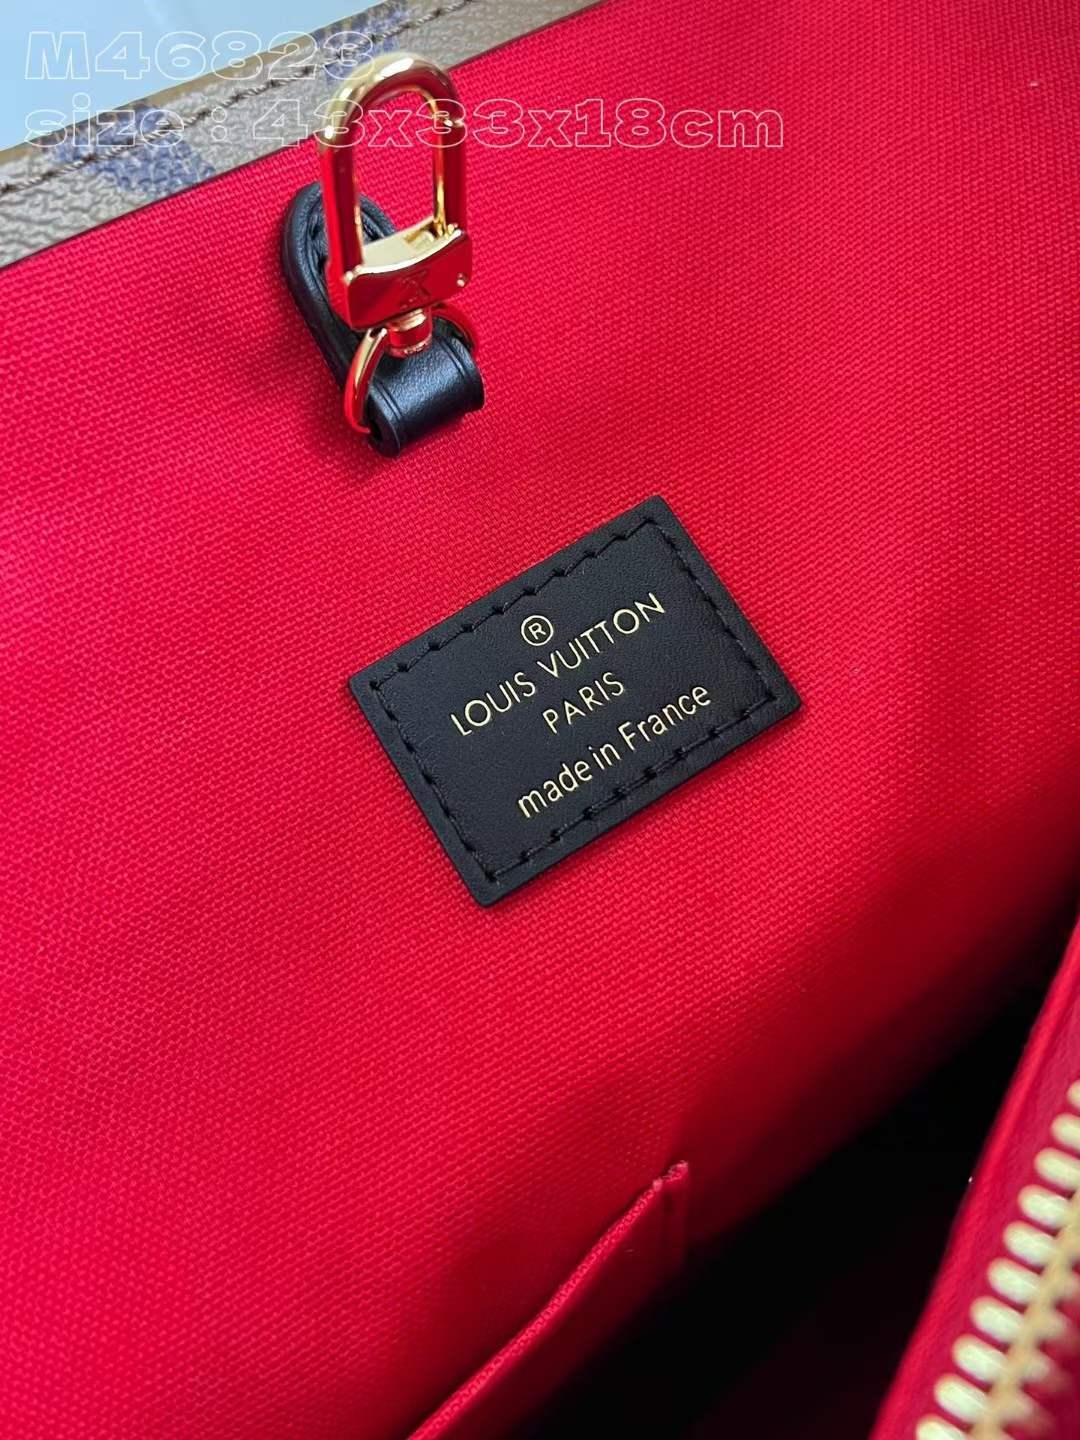 M46823
size : 43x33x18cm
®
LOUIS VUITTON
PARIS
made in France